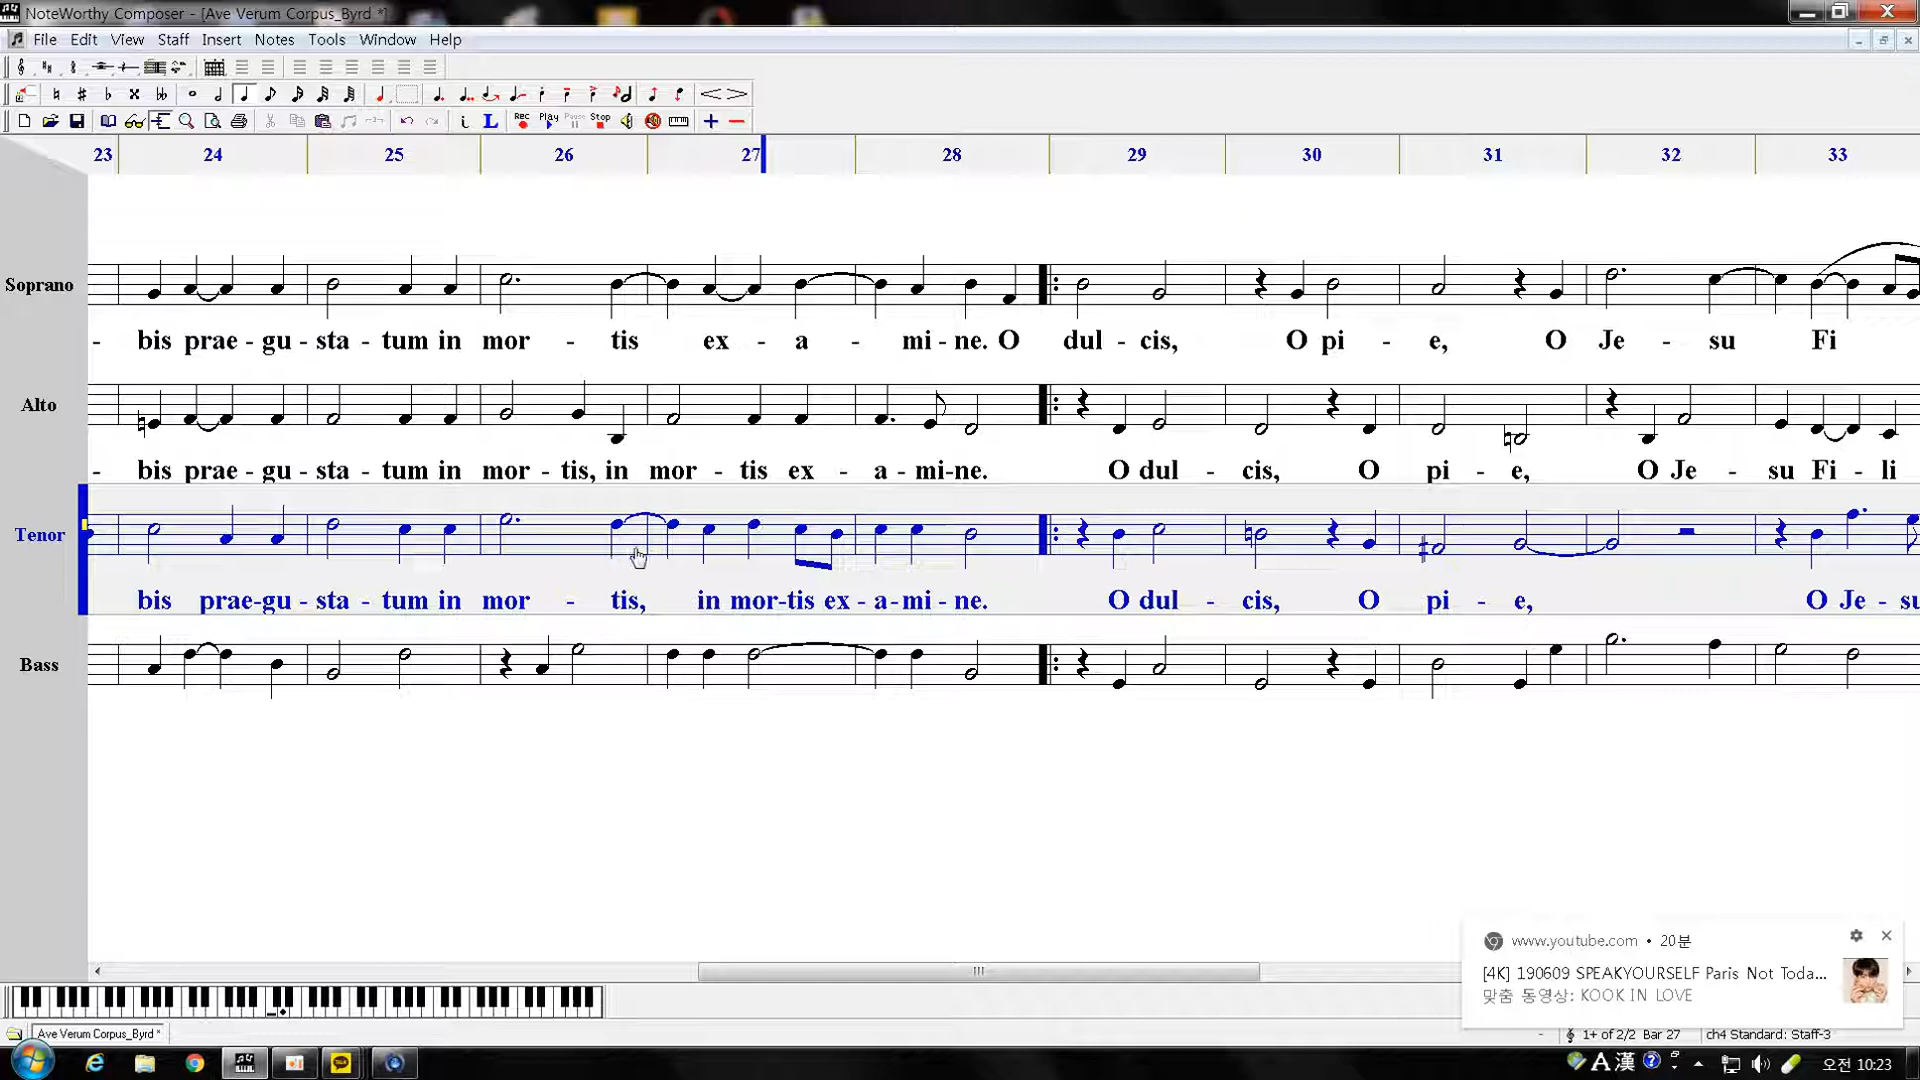 NoteWorthy Composer - [Ave Verum Corpus_Byrd *]
File Edit View Staff Insert Notes Tools Window Help
REC Play Pause Stop
23 24 25 26 27 28 29 30 31 32 33
Soprano
- bis prae - gu - sta - tum in mor - tis ex - a - mi - ne. O dul - cis, O pi - e, O Je - su Fi
Alto
- bis prae - gu - sta - tum in mor - tis, in mor - tis ex - a - mi - ne. O dul - cis, O pi - e, O Je - su Fi - li
Tenor
bis prae-gu - sta - tum in mor - tis, in mor-tis ex - a-mi - ne. O dul - cis, O pi - e, O Je - su
Bass
www.youtube.com • 20분
[4K] 190609 SPEAKYOURSELF Paris Not Toda...
맞춤 동영상: KOOK IN LOVE
Ave Verum Corpus_Byrd *
1+ of 2/2 Bar 27 ch4 Standard: Staff-3
A 漢 오전 10:23